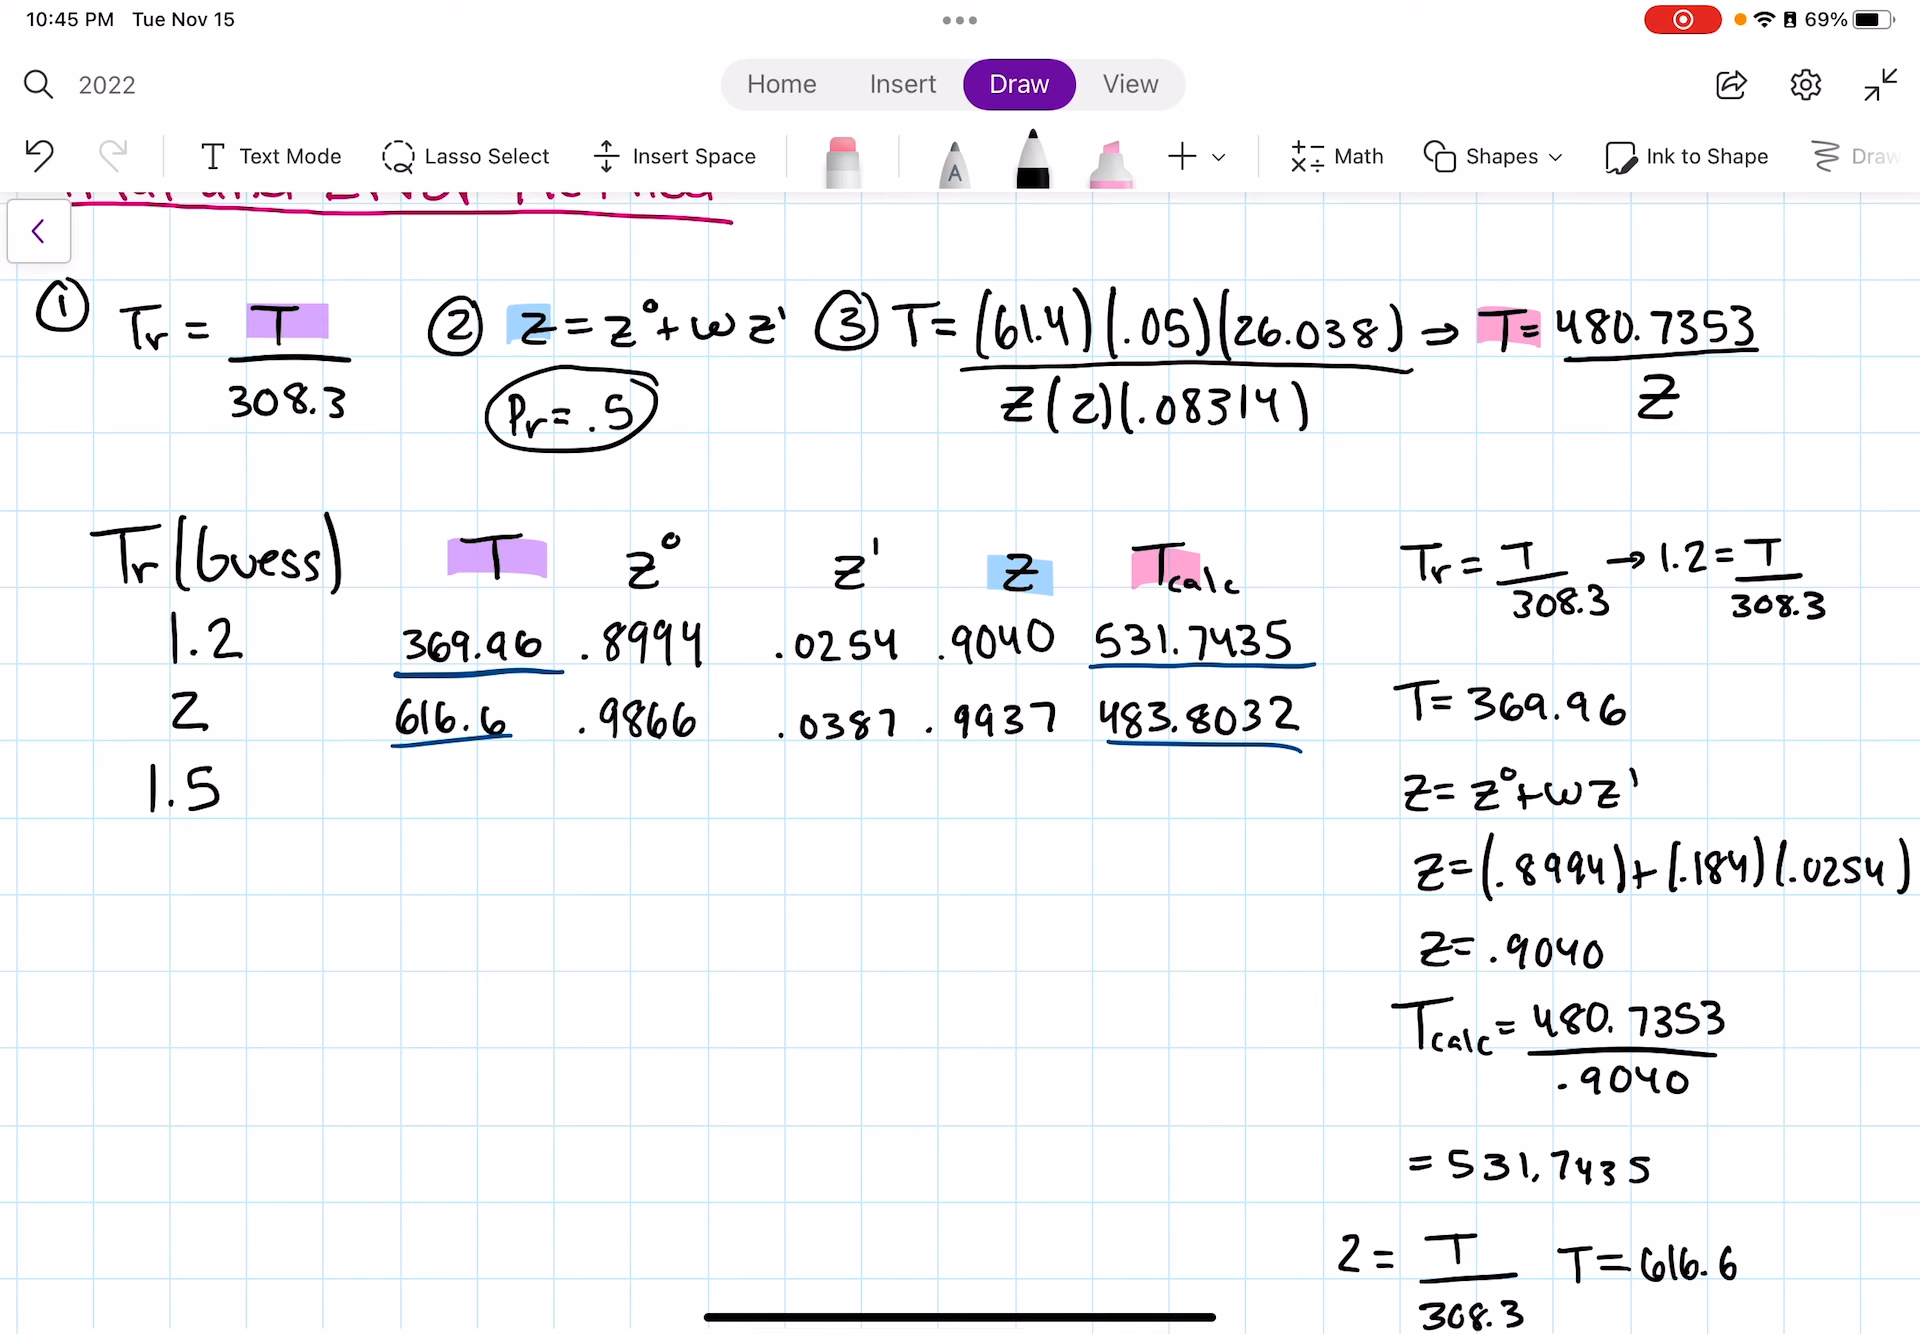 10:45 PM Tue Nov 15 69%
2022 Home Insert Draw View
Text Mode Lasso Select Insert Space A Math Shapes Ink to Shape Draw
① Tr = T / 308.3 ② z = z⁰ + ω z' ③ T = (61.4)(.05)(26.038) / z(2)(.08314) → T = 480.7353 / z
Pr = .5
Tr (Guess) T z⁰ z' z Tcalc
1.2 369.96 .8994 .0254 .9040 531.7435
2 616.6 .9866 .0387 .9937 483.8032
1.5
Tr = T / 308.3 → 1.2 = T / 308.3
T = 369.96
z = z⁰ + ω z'
z = (.8994) + (.184)(.0254)
z = .9040
Tcalc = 480.7353 / .9040
= 531.7435
2 = T / 308.3 T = 616.6